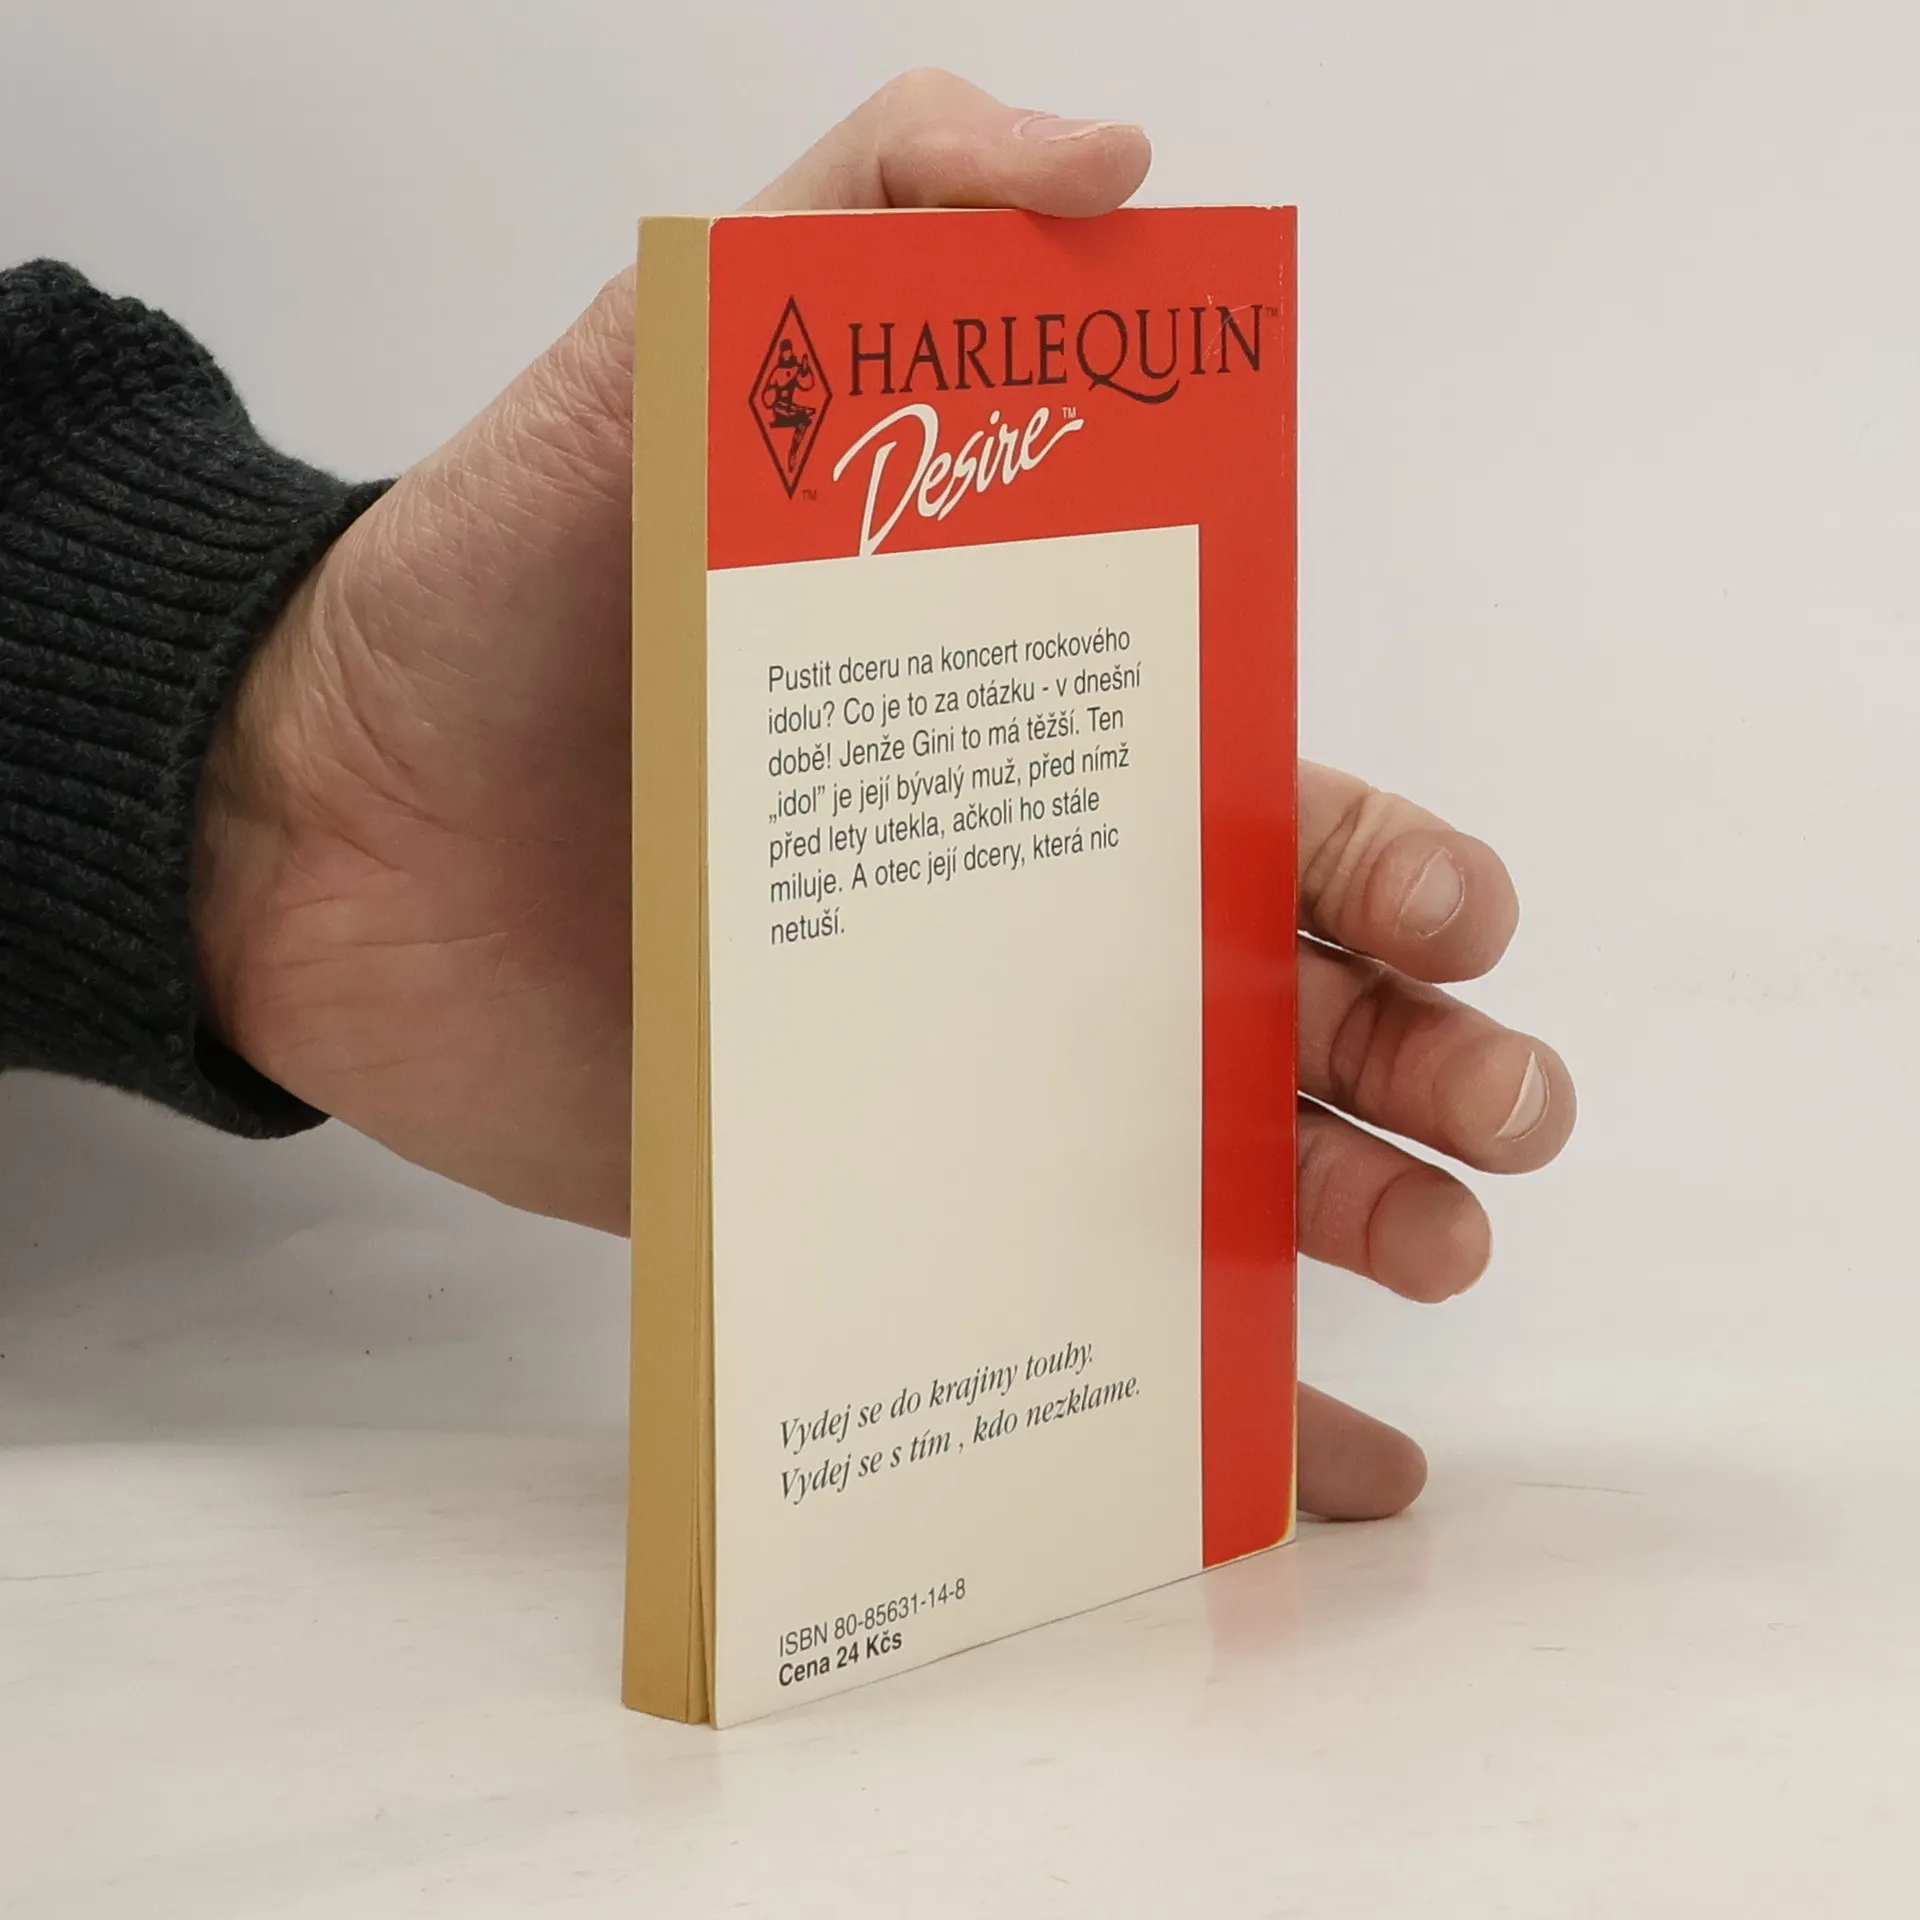 HARLEQUIN™
Desire™
™
Pustit dceru na koncert rockového
idolu? Co je to za otázku - v dnešní
době! Jenže Gini to má těžší. Ten
„idol” je její bývalý muž, před nímž
před lety utekla, ačkoli ho stále
miluje. A otec její dcery, která nic
netuší.
Vydej se do krajiny touhy.
Vydej se s tím , kdo nezklame.
ISBN 80-85631-14-8
Cena 24 Kčs